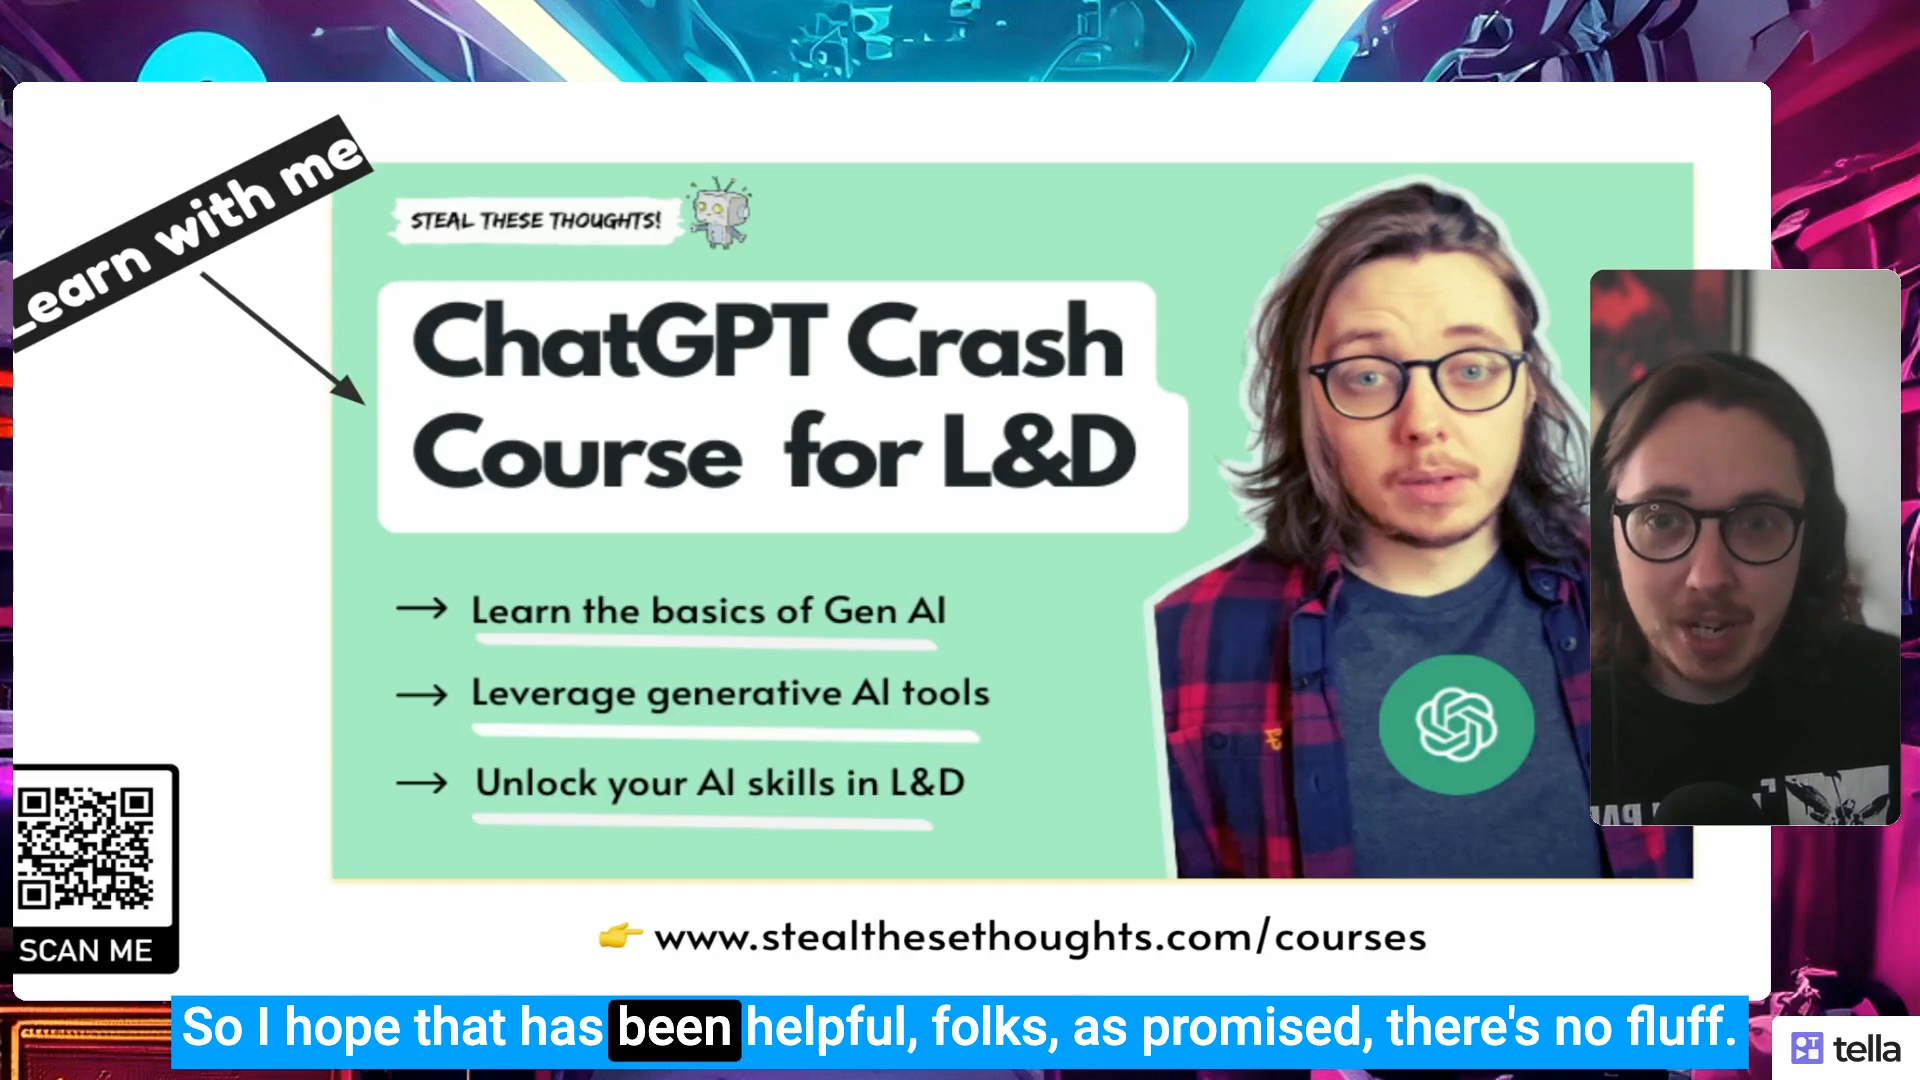 Learn with me
STEAL THESE THOUGHTS!
ChatGPT Crash
Course for L&D
Learn the basics of Gen AI
Leverage generative AI tools
Unlock your AI skills in L&D
SCAN ME
www.stealthesethoughts.com/courses
So I hope that has been helpful, folks, as promised, there's no fluff.
tella